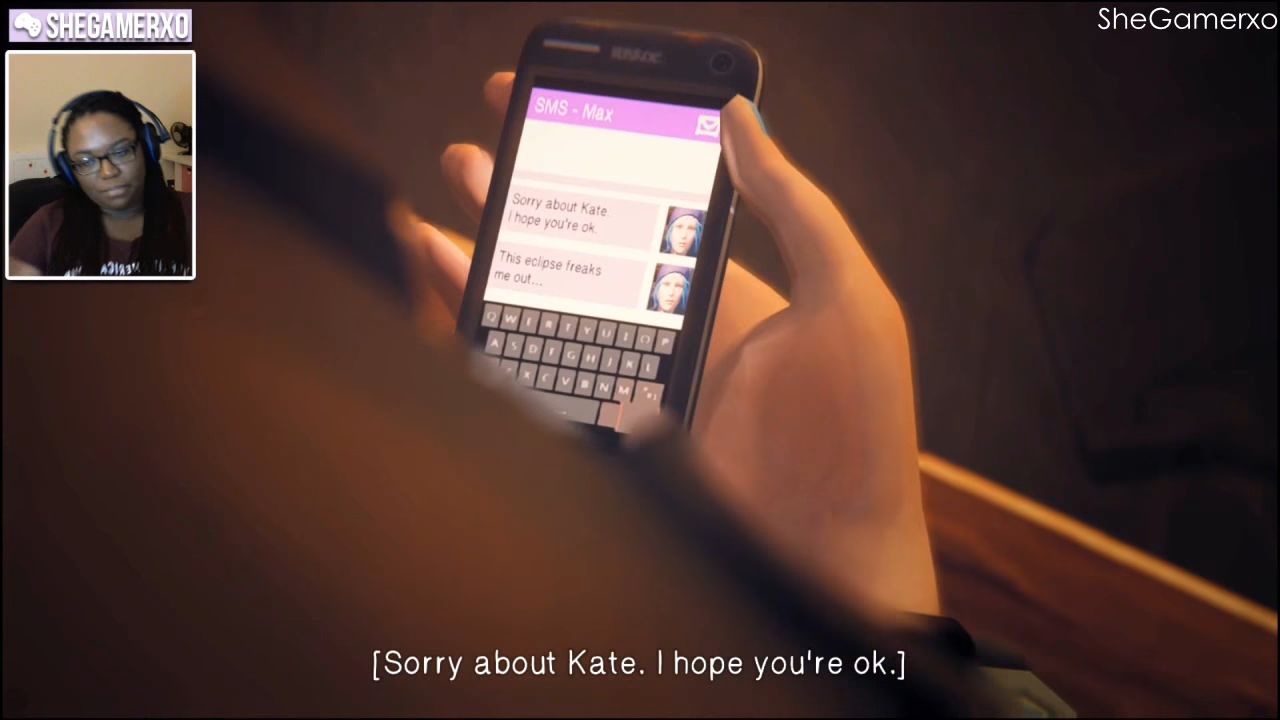 SHEGAMERXO
SheGamerxo
SMS - Max
Sorry about Kate.
I hope you're ok.
This eclipse freaks
me out...
Q W E R T Y U I O P
A S D F G H J K L
X C V B N M
[Sorry about Kate. I hope you're ok.]